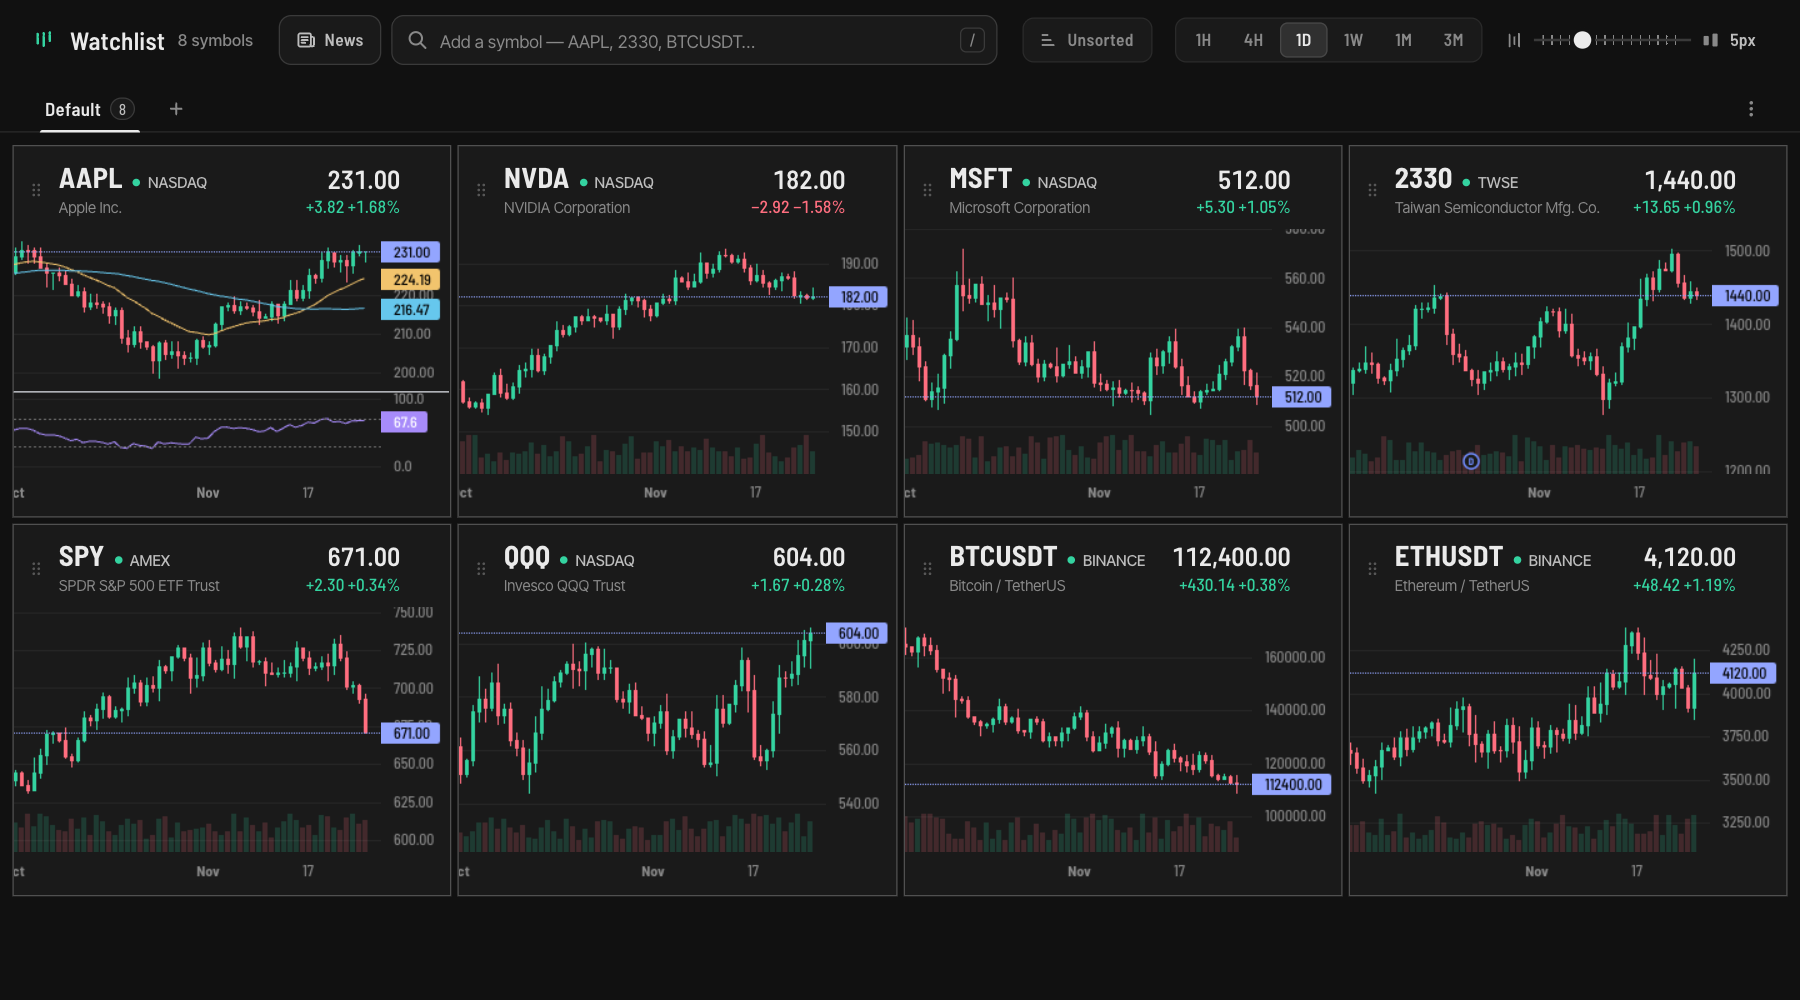 Watchlist 8 symbols News Add a symbol — AAPL, 2330, BTCUSDT... / Unsorted 1H 4H 1D 1W 1M 3M 5px
Default 8 +
AAPL NASDAQ 231.00
Apple Inc. +3.82 +1.68%
231.00
224.19
216.47
210.00
200.00
100.0
67.6
0.0
ct Nov 17
NVDA NASDAQ 182.00
NVIDIA Corporation −2.92 −1.58%
190.00
182.00
170.00
160.00
150.00
ct Nov 17
MSFT NASDAQ 512.00
Microsoft Corporation +5.30 +1.05%
560.00
540.00
520.00
512.00
500.00
ct Nov 17
2330 TWSE 1,440.00
Taiwan Semiconductor Mfg. Co. +13.65 +0.96%
1500.00
1440.00
1400.00
1300.00
1200.00
D
Nov 17
SPY AMEX 671.00
SPDR S&P 500 ETF Trust +2.30 +0.34%
750.00
725.00
700.00
671.00
650.00
625.00
600.00
ct Nov 17
QQQ NASDAQ 604.00
Invesco QQQ Trust +1.67 +0.28%
604.00
600.00
580.00
560.00
540.00
ct Nov 17
BTCUSDT BINANCE 112,400.00
Bitcoin / TetherUS +430.14 +0.38%
160000.00
140000.00
120000.00
112400.00
100000.00
Nov 17
ETHUSDT BINANCE 4,120.00
Ethereum / TetherUS +48.42 +1.19%
4250.00
4120.00
4000.00
3750.00
3500.00
3250.00
Nov 17